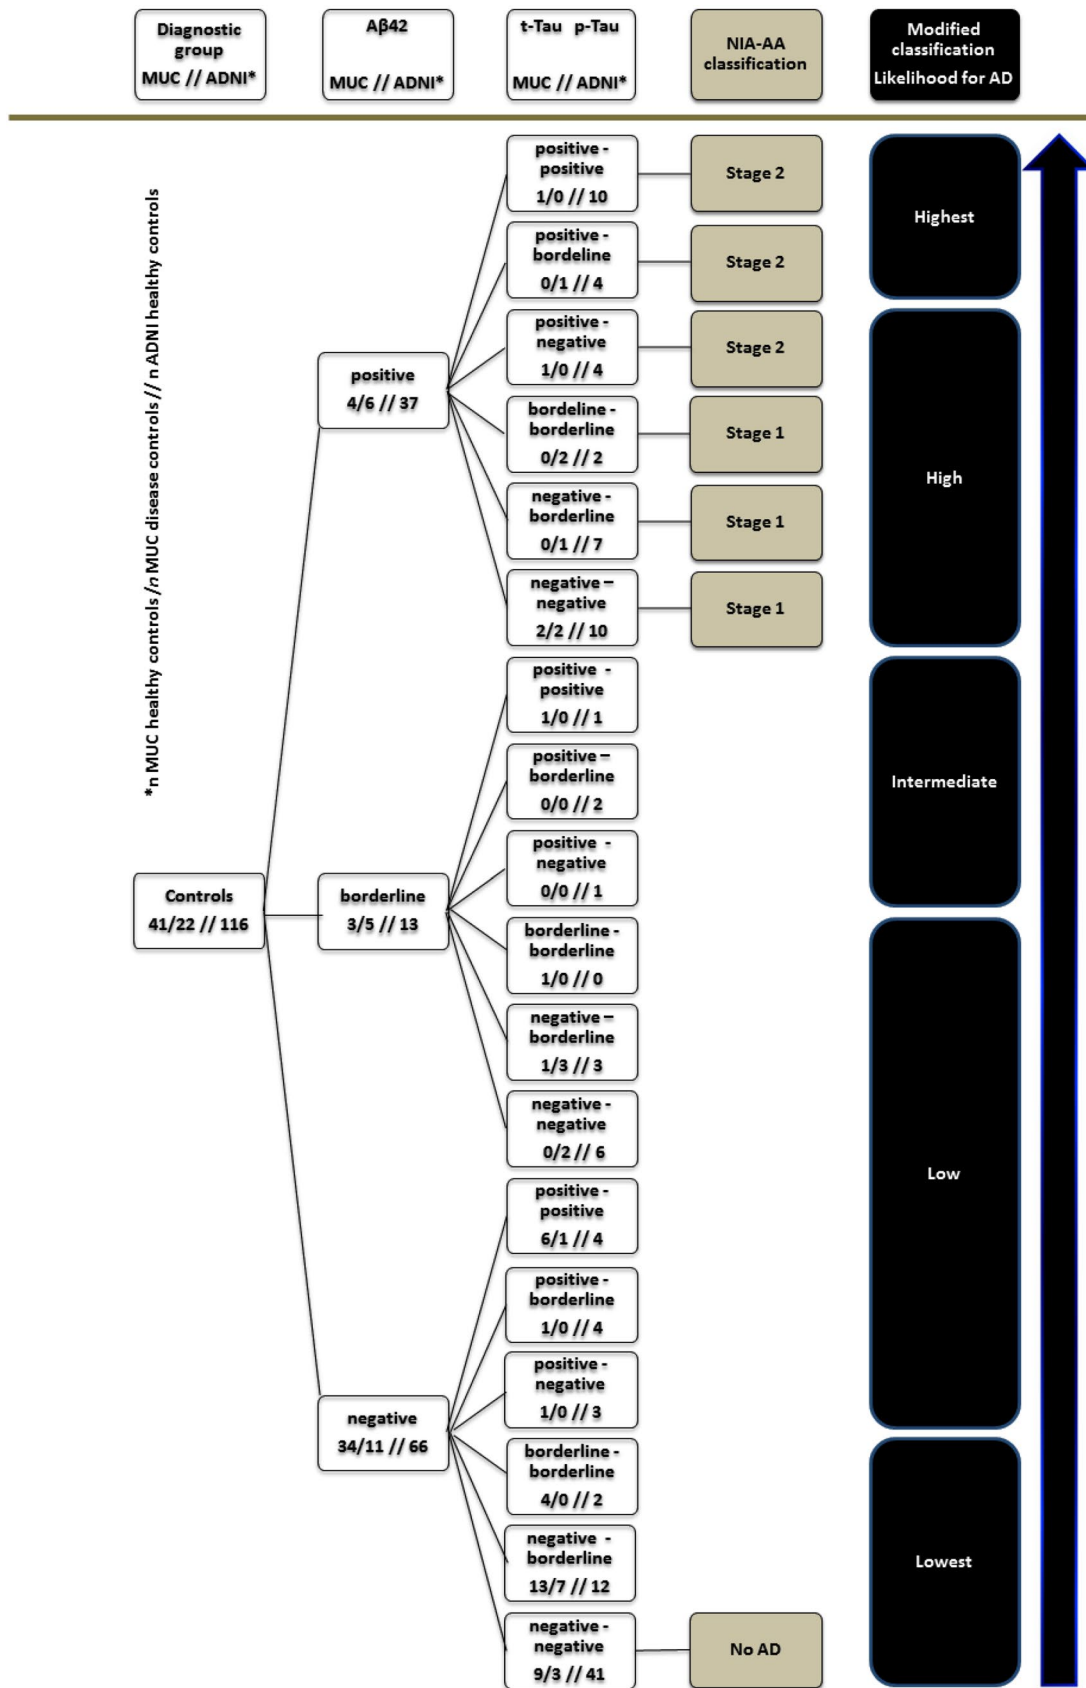 Diagnostic
group
MUC // ADNI*
Aβ42
MUC // ADNI*
t-Tau p-Tau
MUC // ADNI*
NIA-AA
classification
Modified
classification
Likelihood for AD
*n MUC healthy controls /n MUC disease controls // n ADNI healthy controls
positive -
positive
1/0 // 10
Stage 2
Highest
positive -
bordeline
0/1 // 4
Stage 2
positive -
negative
1/0 // 4
Stage 2
High
positive
4/6 // 37
bordeline -
borderline
0/2 // 2
Stage 1
negative -
borderline
0/1 // 7
Stage 1
negative –
negative
2/2 // 10
Stage 1
positive -
positive
1/0 // 1
Intermediate
positive –
borderline
0/0 // 2
positive -
negative
0/0 // 1
Controls
41/22 // 116
borderline
3/5 // 13
borderline -
borderline
1/0 // 0
Low
negative –
borderline
1/3 // 3
negative -
negative
0/2 // 6
positive -
positive
6/1 // 4
positive -
borderline
1/0 // 4
positive -
negative
1/0 // 3
negative
34/11 // 66
borderline -
borderline
4/0 // 2
Lowest
negative -
borderline
13/7 // 12
negative -
negative
9/3 // 41
No AD